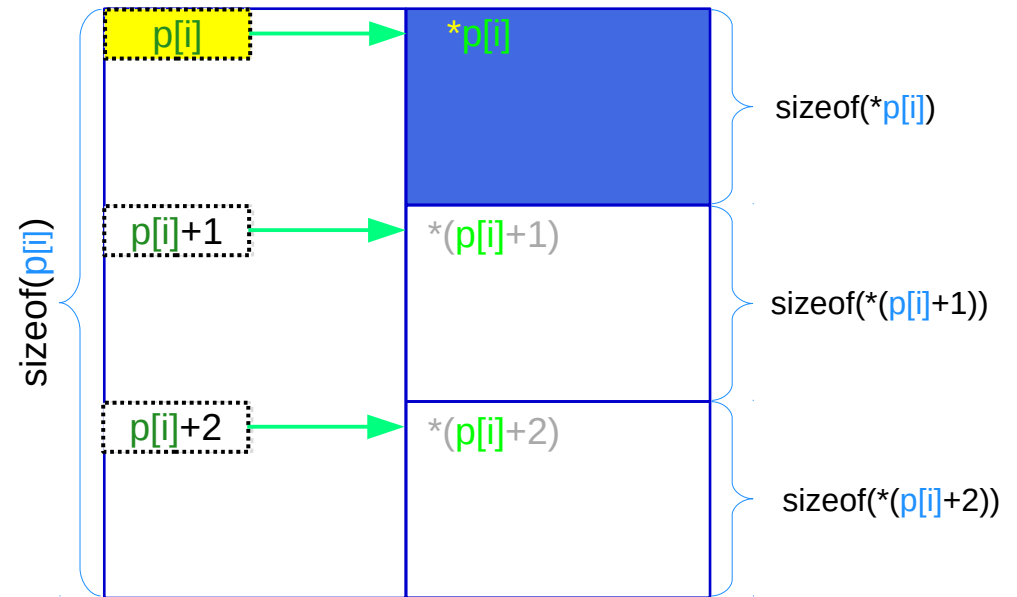 p[i]
*p[i]
sizeof(*p[i])
sizeof(p[i])
p[i]+1
*(p[i]+1)
sizeof(*(p[i]+1))
p[i]+2
*(p[i]+2)
sizeof(*(p[i]+2))